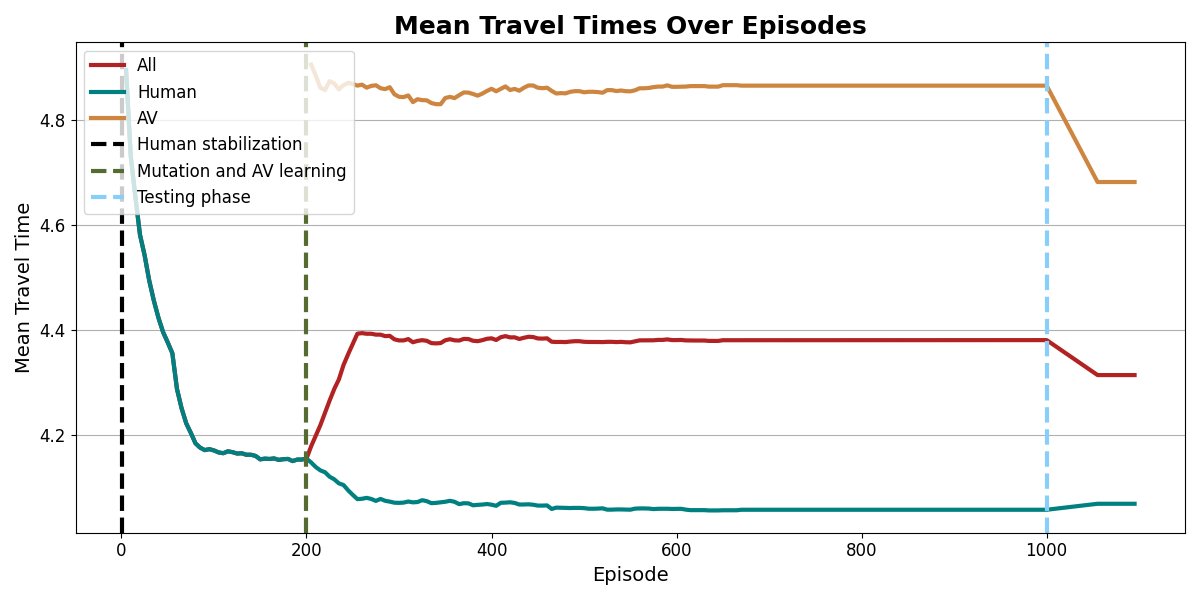 Mean Travel Times Over Episodes
All
Human
AV
Human stabilization
Mutation and AV learning
Testing phase
Mean Travel Time
4.8
4.6
4.4
4.2
0
200
400
600
800
1000
Episode